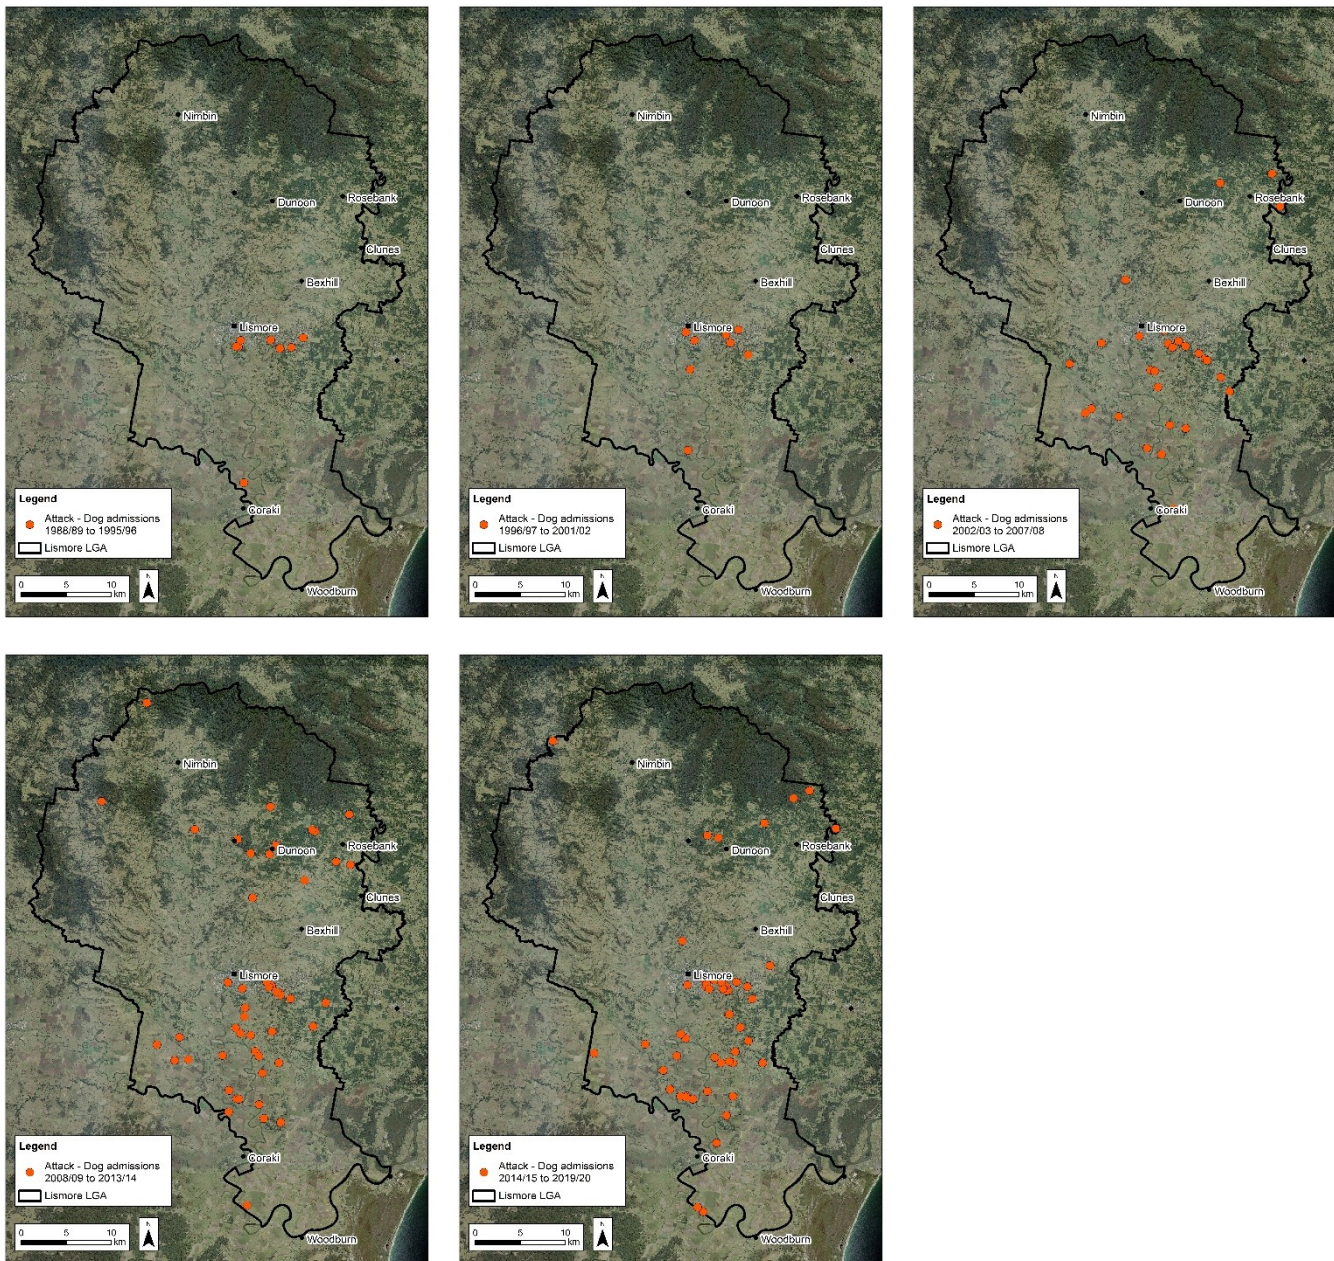 Nimbin
Dunoon
Rosebank
Clunes
Bexhill
Lismore
Coraki
Woodburn
Legend
Attack - Dog admissions
1988/89 to 1995/96
Lismore LGA
0 5 10
km
N
Nimbin
Dunoon
Rosebank
Clunes
Bexhill
Lismore
Coraki
Woodburn
Legend
Attack - Dog admissions
1996/97 to 2001/02
Lismore LGA
0 5 10
km
N
Nimbin
Dunoon
Rosebank
Clunes
Bexhill
Lismore
Coraki
Woodburn
Legend
Attack - Dog admissions
2002/03 to 2007/08
Lismore LGA
0 5 10
km
N
Nimbin
Dunoon
Rosebank
Clunes
Bexhill
Lismore
Coraki
Woodburn
Legend
Attack - Dog admissions
2008/09 to 2013/14
Lismore LGA
0 5 10
km
N
Nimbin
Dunoon
Rosebank
Clunes
Bexhill
Lismore
Coraki
Woodburn
Legend
Attack - Dog admissions
2014/15 to 2019/20
Lismore LGA
0 5 10
km
N